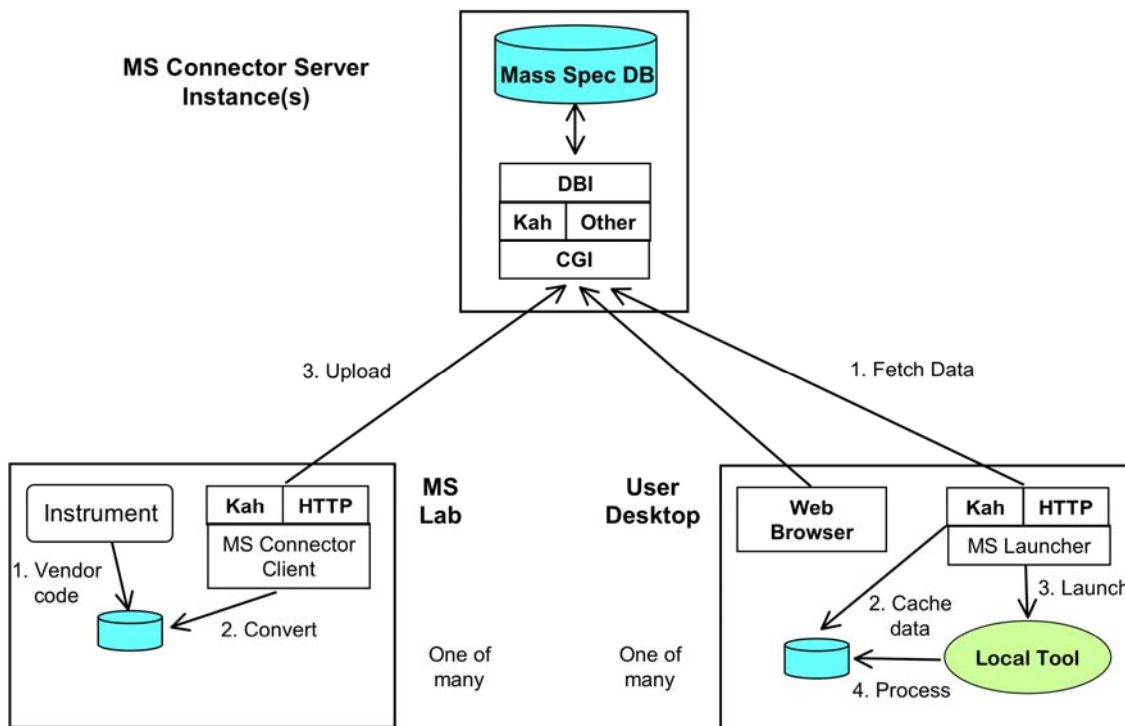 MS Connector Server
Instance(s)
Mass Spec DB
DBI
Kah
Other
CGI
3. Upload
1. Fetch Data
MS
Lab
User
Desktop
Instrument
Kah
HTTP
MS Connector
Client
1. Vendor
code
2. Convert
One of
many
One of
many
Web
Browser
Kah
HTTP
MS Launcher
3. Launch
2. Cache
data
Local Tool
4. Process